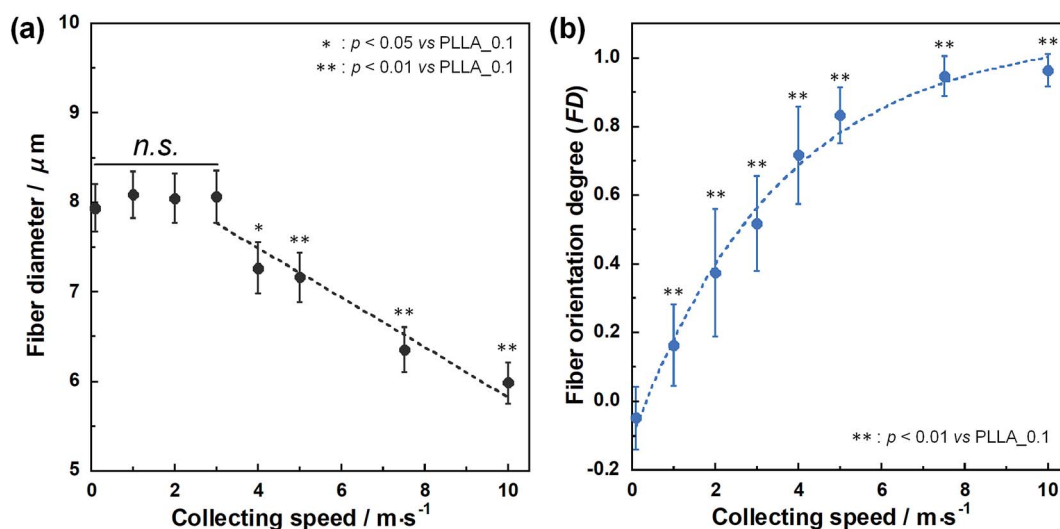 (a)
* : p < 0.05 vs PLLA_0.1
** : p < 0.01 vs PLLA_0.1
n.s.
*
**
**
**
Fiber diameter / μm
10
9
8
7
6
5
0 2 4 6 8 10
Collecting speed / m·s⁻¹
(b)
**
**
**
**
**
**
**
Fiber orientation degree (FD)
1.0
0.8
0.6
0.4
0.2
0.0
-0.2
** : p < 0.01 vs PLLA_0.1
0 2 4 6 8 10
Collecting speed / m·s⁻¹